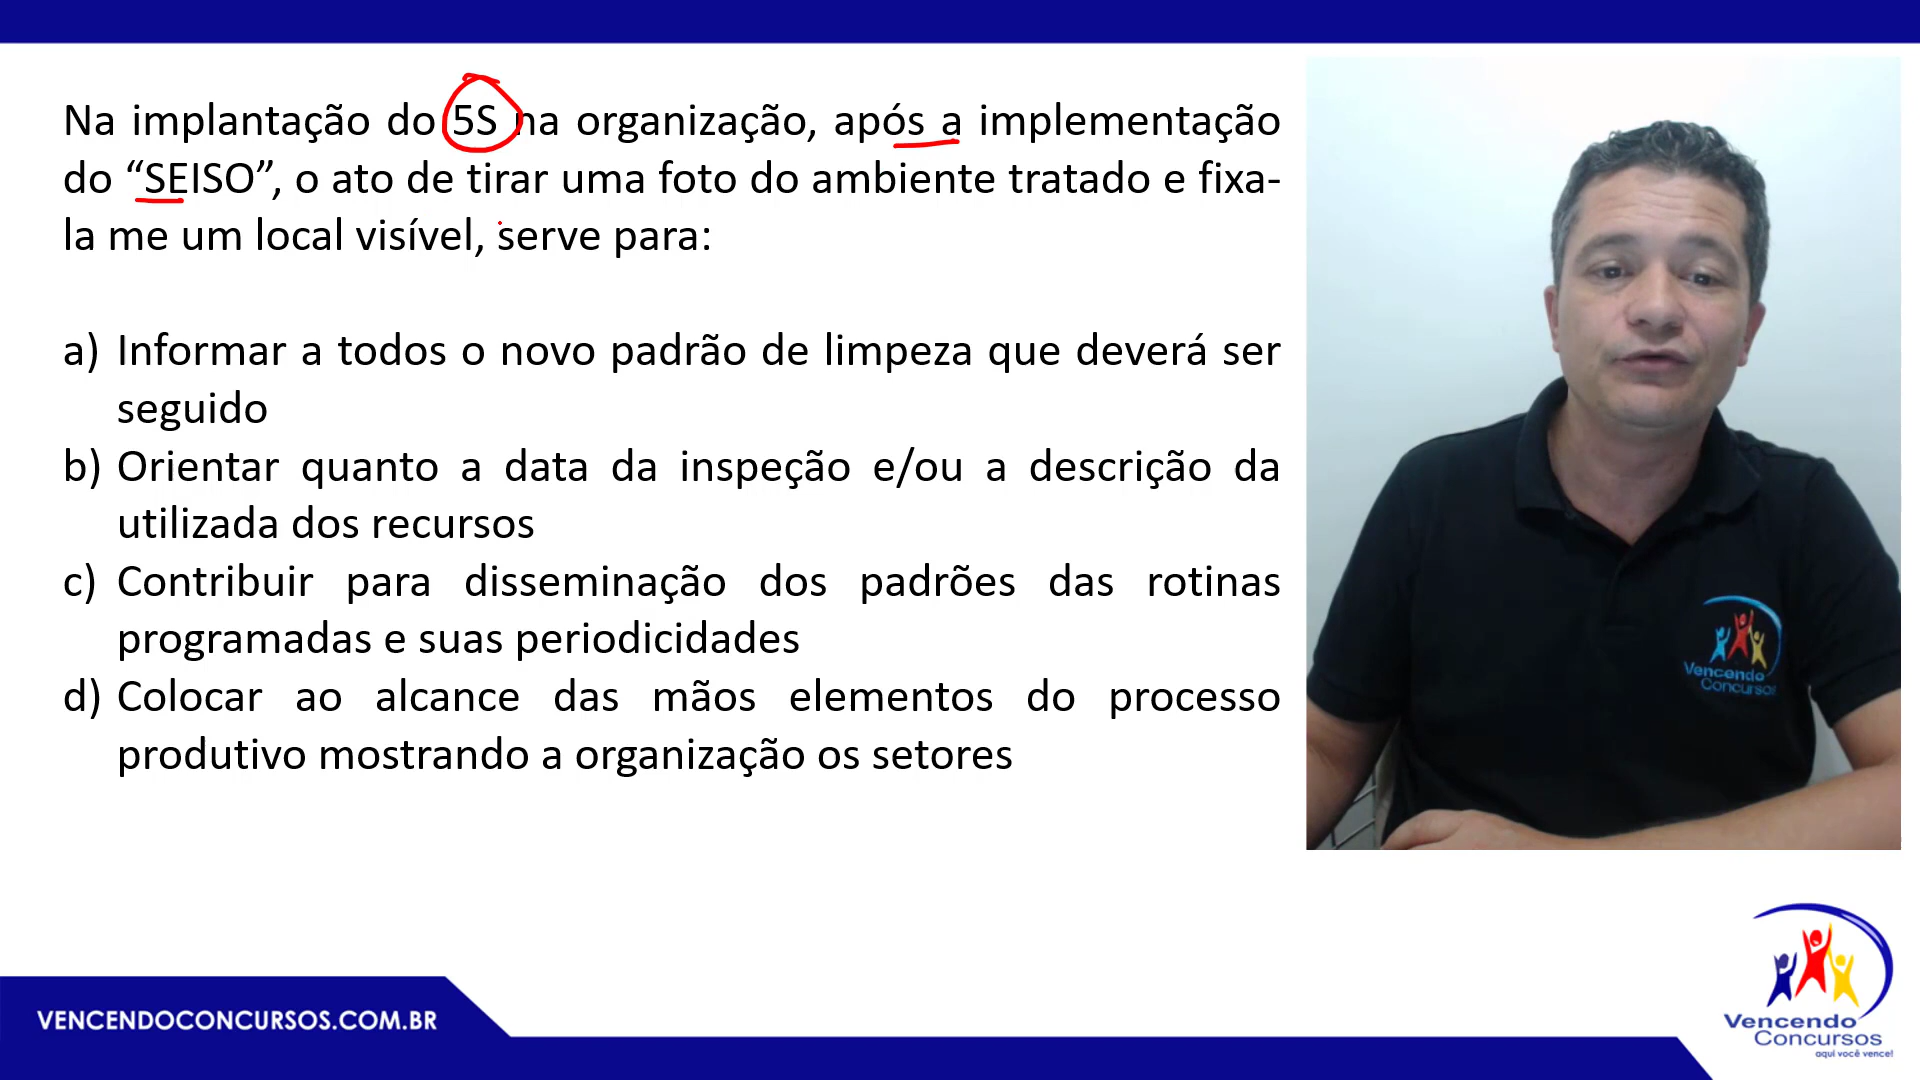 Na implantação do 5S na organização, após a implementação
do “SEISO”, o ato de tirar uma foto do ambiente tratado e fixa-
la me um local visível, serve para:
a) Informar a todos o novo padrão de limpeza que deverá ser
seguido
b) Orientar quanto a data da inspeção e/ou a descrição da
utilizada dos recursos
c) Contribuir para disseminação dos padrões das rotinas
programadas e suas periodicidades
d) Colocar ao alcance das mãos elementos do processo
produtivo mostrando a organização os setores
Vencendo
Concursos
VENCENDOCONCURSOS.COM.BR
Vencendo
Concursos
aqui você vence!